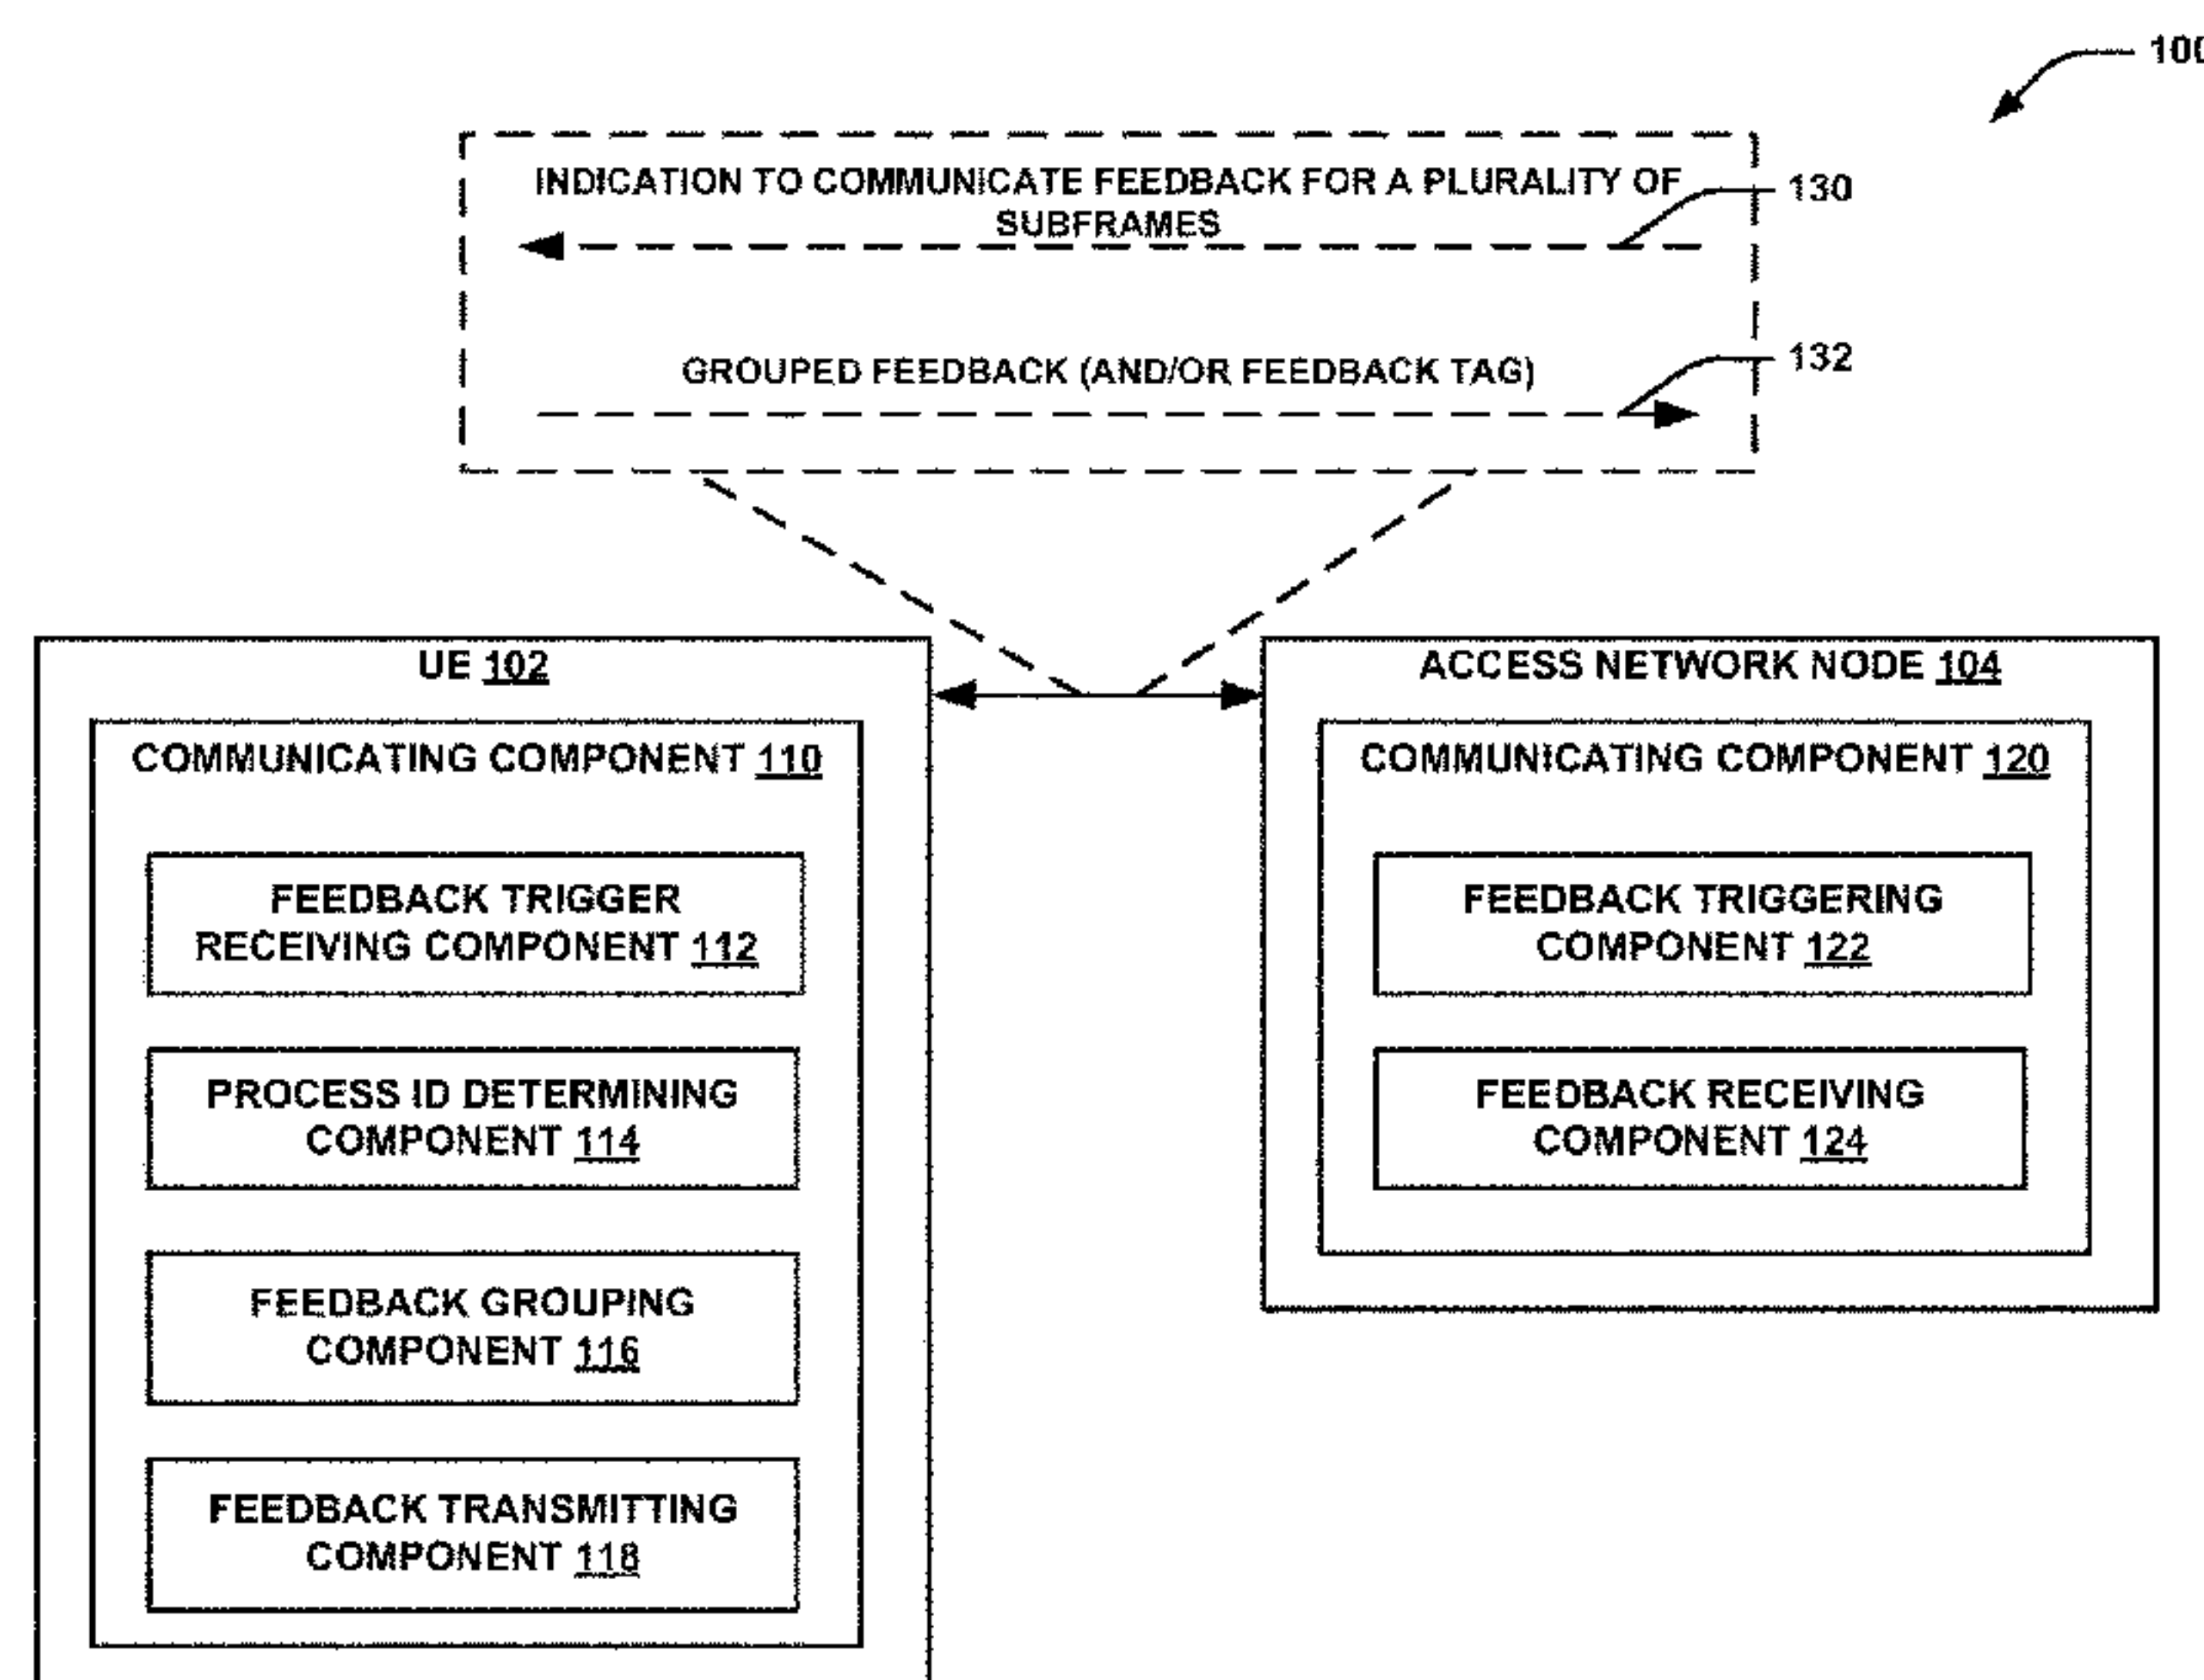 100
INDICATION TO COMMUNICATE FEEDBACK FOR A PLURALITY OF
SUBFRAMES
130
GROUPED FEEDBACK (AND/OR FEEDBACK TAG)
132
UE 102
COMMUNICATING COMPONENT 110
FEEDBACK TRIGGER
RECEIVING COMPONENT 112
PROCESS ID DETERMINING
COMPONENT 114
FEEDBACK GROUPING
COMPONENT 116
FEEDBACK TRANSMITTING
COMPONENT 118
ACCESS NETWORK NODE 104
COMMUNICATING COMPONENT 120
FEEDBACK TRIGGERING
COMPONENT 122
FEEDBACK RECEIVING
COMPONENT 124